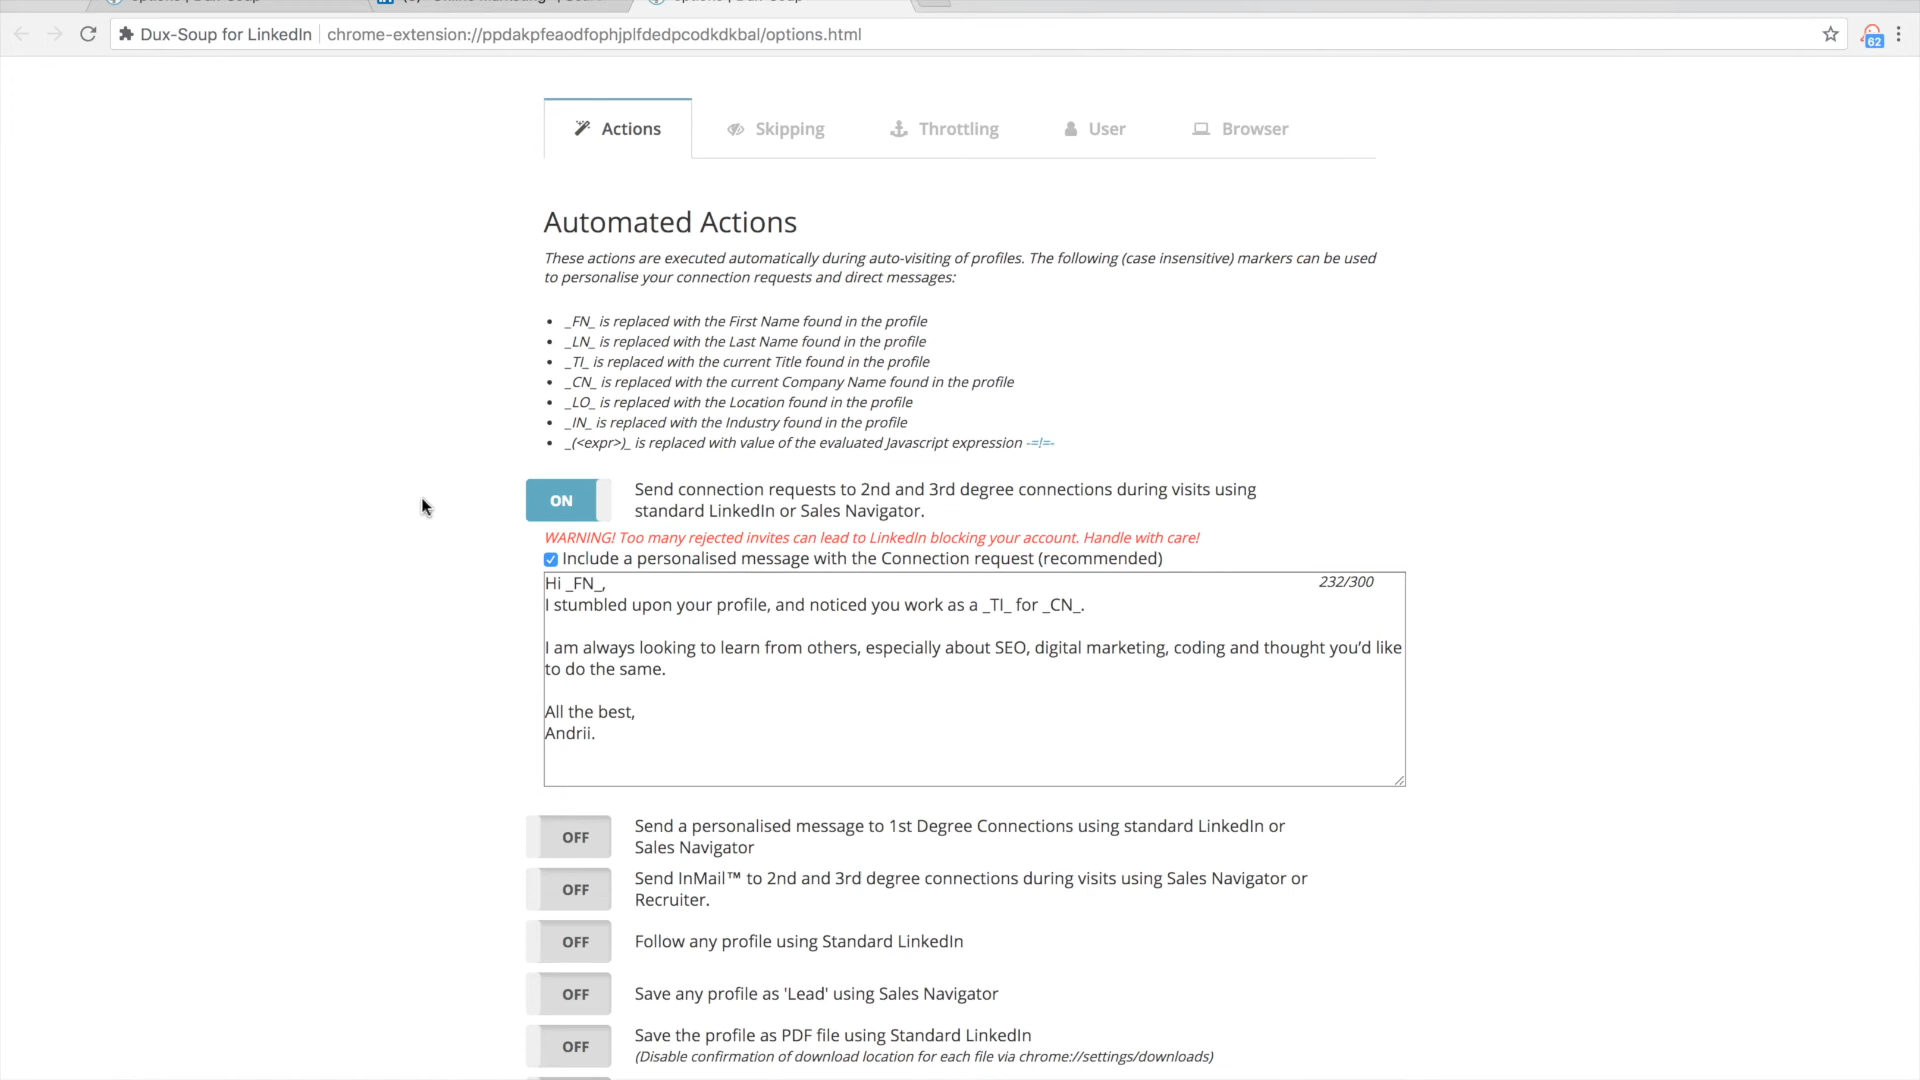 Dux-Soup for LinkedIn chrome-extension://ppdakpfeaodfophjplfdedpcodkdkbal/options.html
62
Actions Skipping Throttling User Browser
Automated Actions
These actions are executed automatically during auto-visiting of profiles. The following (case insensitive) markers can be used
to personalise your connection requests and direct messages:
• _FN_ is replaced with the First Name found in the profile
• _LN_ is replaced with the Last Name found in the profile
• _TI_ is replaced with the current Title found in the profile
• _CN_ is replaced with the current Company Name found in the profile
• _LO_ is replaced with the Location found in the profile
• _IN_ is replaced with the Industry found in the profile
• _(<expr>)_ is replaced with value of the evaluated Javascript expression -=!=-
ON
Send connection requests to 2nd and 3rd degree connections during visits using
standard LinkedIn or Sales Navigator.
WARNING! Too many rejected invites can lead to LinkedIn blocking your account. Handle with care!
Include a personalised message with the Connection request (recommended)
Hi _FN_,
232/300
I stumbled upon your profile, and noticed you work as a _TI_ for _CN_.
I am always looking to learn from others, especially about SEO, digital marketing, coding and thought you’d like
to do the same.
All the best,
Andrii.
OFF
Send a personalised message to 1st Degree Connections using standard LinkedIn or
Sales Navigator
OFF
Send InMail™ to 2nd and 3rd degree connections during visits using Sales Navigator or
Recruiter.
OFF
Follow any profile using Standard LinkedIn
OFF
Save any profile as 'Lead' using Sales Navigator
OFF
Save the profile as PDF file using Standard LinkedIn
(Disable confirmation of download location for each file via chrome://settings/downloads)